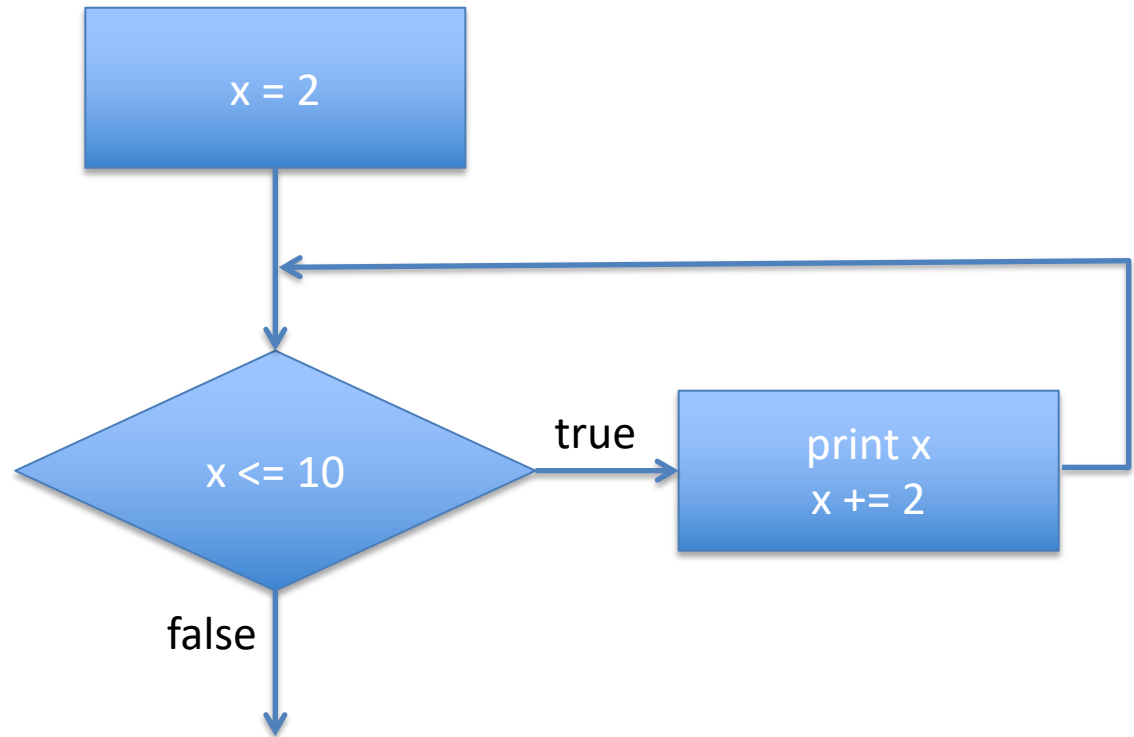 x = 2
x <= 10
true
print x
x += 2
false